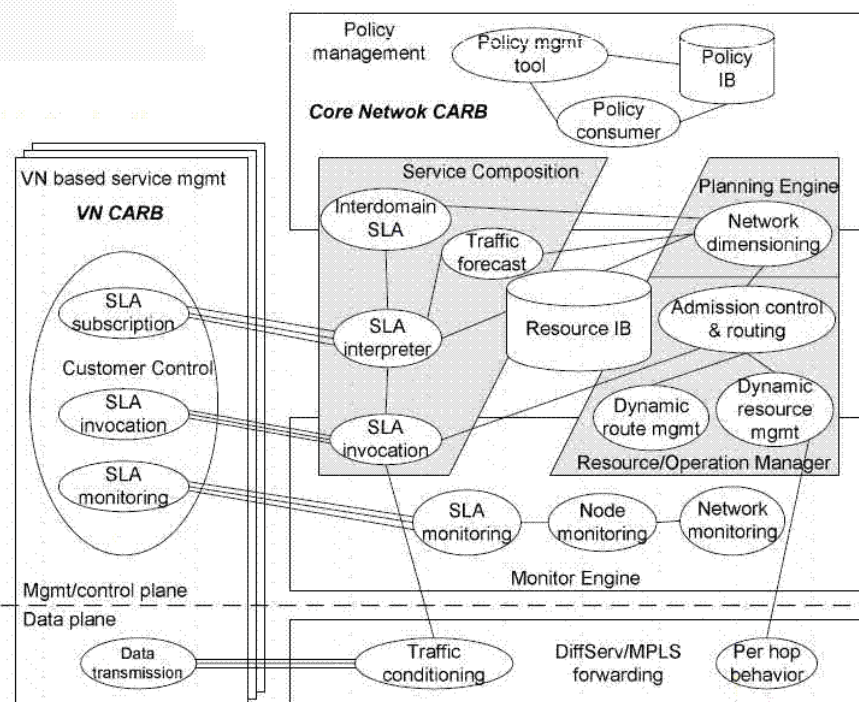 Policy
management
Policy mgmt
tool
Policy
IB
Core Netwok CARB
Policy
consumer
VN based service mgmt
VN CARB
Service Composition
Planning Engine
Interdomain
SLA
Traffic
forecast
Network
dimensioning
SLA
subscription
SLA
interpreter
Resource IB
Admission control
& routing
Customer Control
SLA
invocation
SLA
invocation
Dynamic
route mgmt
Dynamic
resource
mgmt
Resource/Operation Manager
SLA
monitoring
SLA
monitoring
Node
monitoring
Network
monitoring
Monitor Engine
Mgmt/control plane
Data plane
Data
transmission
Traffic
conditioning
DiffServ/MPLS
forwarding
Per hop
behavior